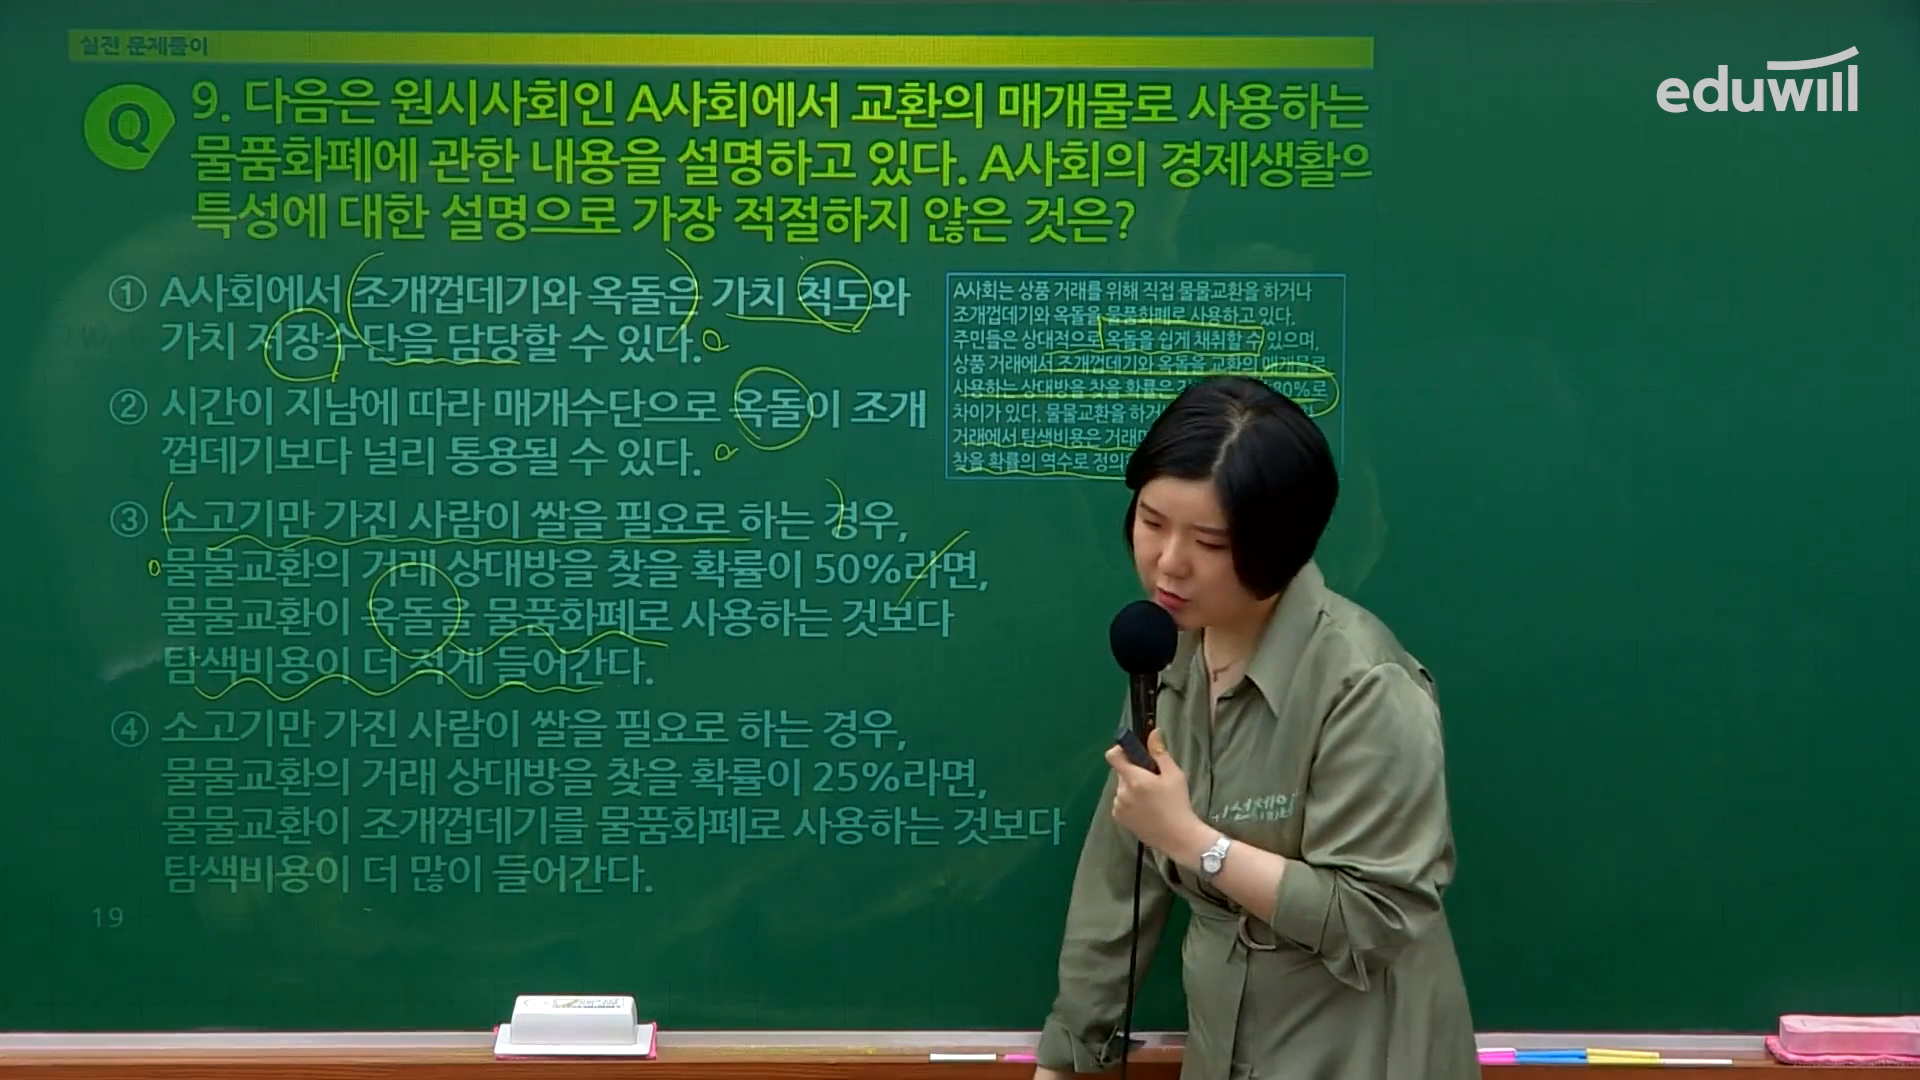 실전 문제풀이
eduwill
Q
9. 다음은 원시사회인 A사회에서 교환의 매개물로 사용하는
물품화폐에 관한 내용을 설명하고 있다. A사회의 경제생활의
특성에 대한 설명으로 가장 적절하지 않은 것은?
① A사회에서 조개껍데기와 옥돌은 가치 척도와
가치 저장수단을 담당할 수 있다.
② 시간이 지남에 따라 매개수단으로 옥돌이 조개
껍데기보다 널리 통용될 수 있다.
③ 소고기만 가진 사람이 쌀을 필요로 하는 경우,
물물교환의 거래 상대방을 찾을 확률이 50%라면,
물물교환이 옥돌을 물품화폐로 사용하는 것보다
탐색비용이 더 적게 들어간다.
④ 소고기만 가진 사람이 쌀을 필요로 하는 경우,
물물교환의 거래 상대방을 찾을 확률이 25%라면,
물물교환이 조개껍데기를 물품화폐로 사용하는 것보다
탐색비용이 더 많이 들어간다.
A사회는 상품 거래를 위해 직접 물물교환을 하거나
조개껍데기와 옥돌을 물품화폐로 사용하고 있다.
주민들은 상대적으로 옥돌을 쉽게 채취할 수 있으며,
상품 거래에서 조개껍데기와 옥돌을 교환의 매개물로
사용하는 상대방을 찾을 확률은 80%로
차이가 있다. 물물교환을 하거
거래에서 탐색비용은 거래
찾을 확률의 역수로 정의
19